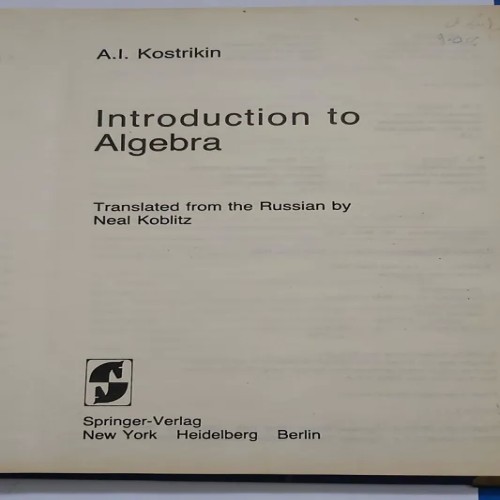 A.I. Kostrikin
Introduction to
Algebra
Translated from the Russian by
Neal Koblitz
Springer-Verlag
New York Heidelberg Berlin